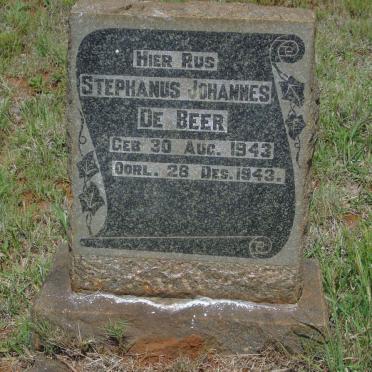 HIER RUS
STEPHANUS JOHANNES
DE BEER
GEB 30 AUG. 1943
OORL. 28 DES. 1943.